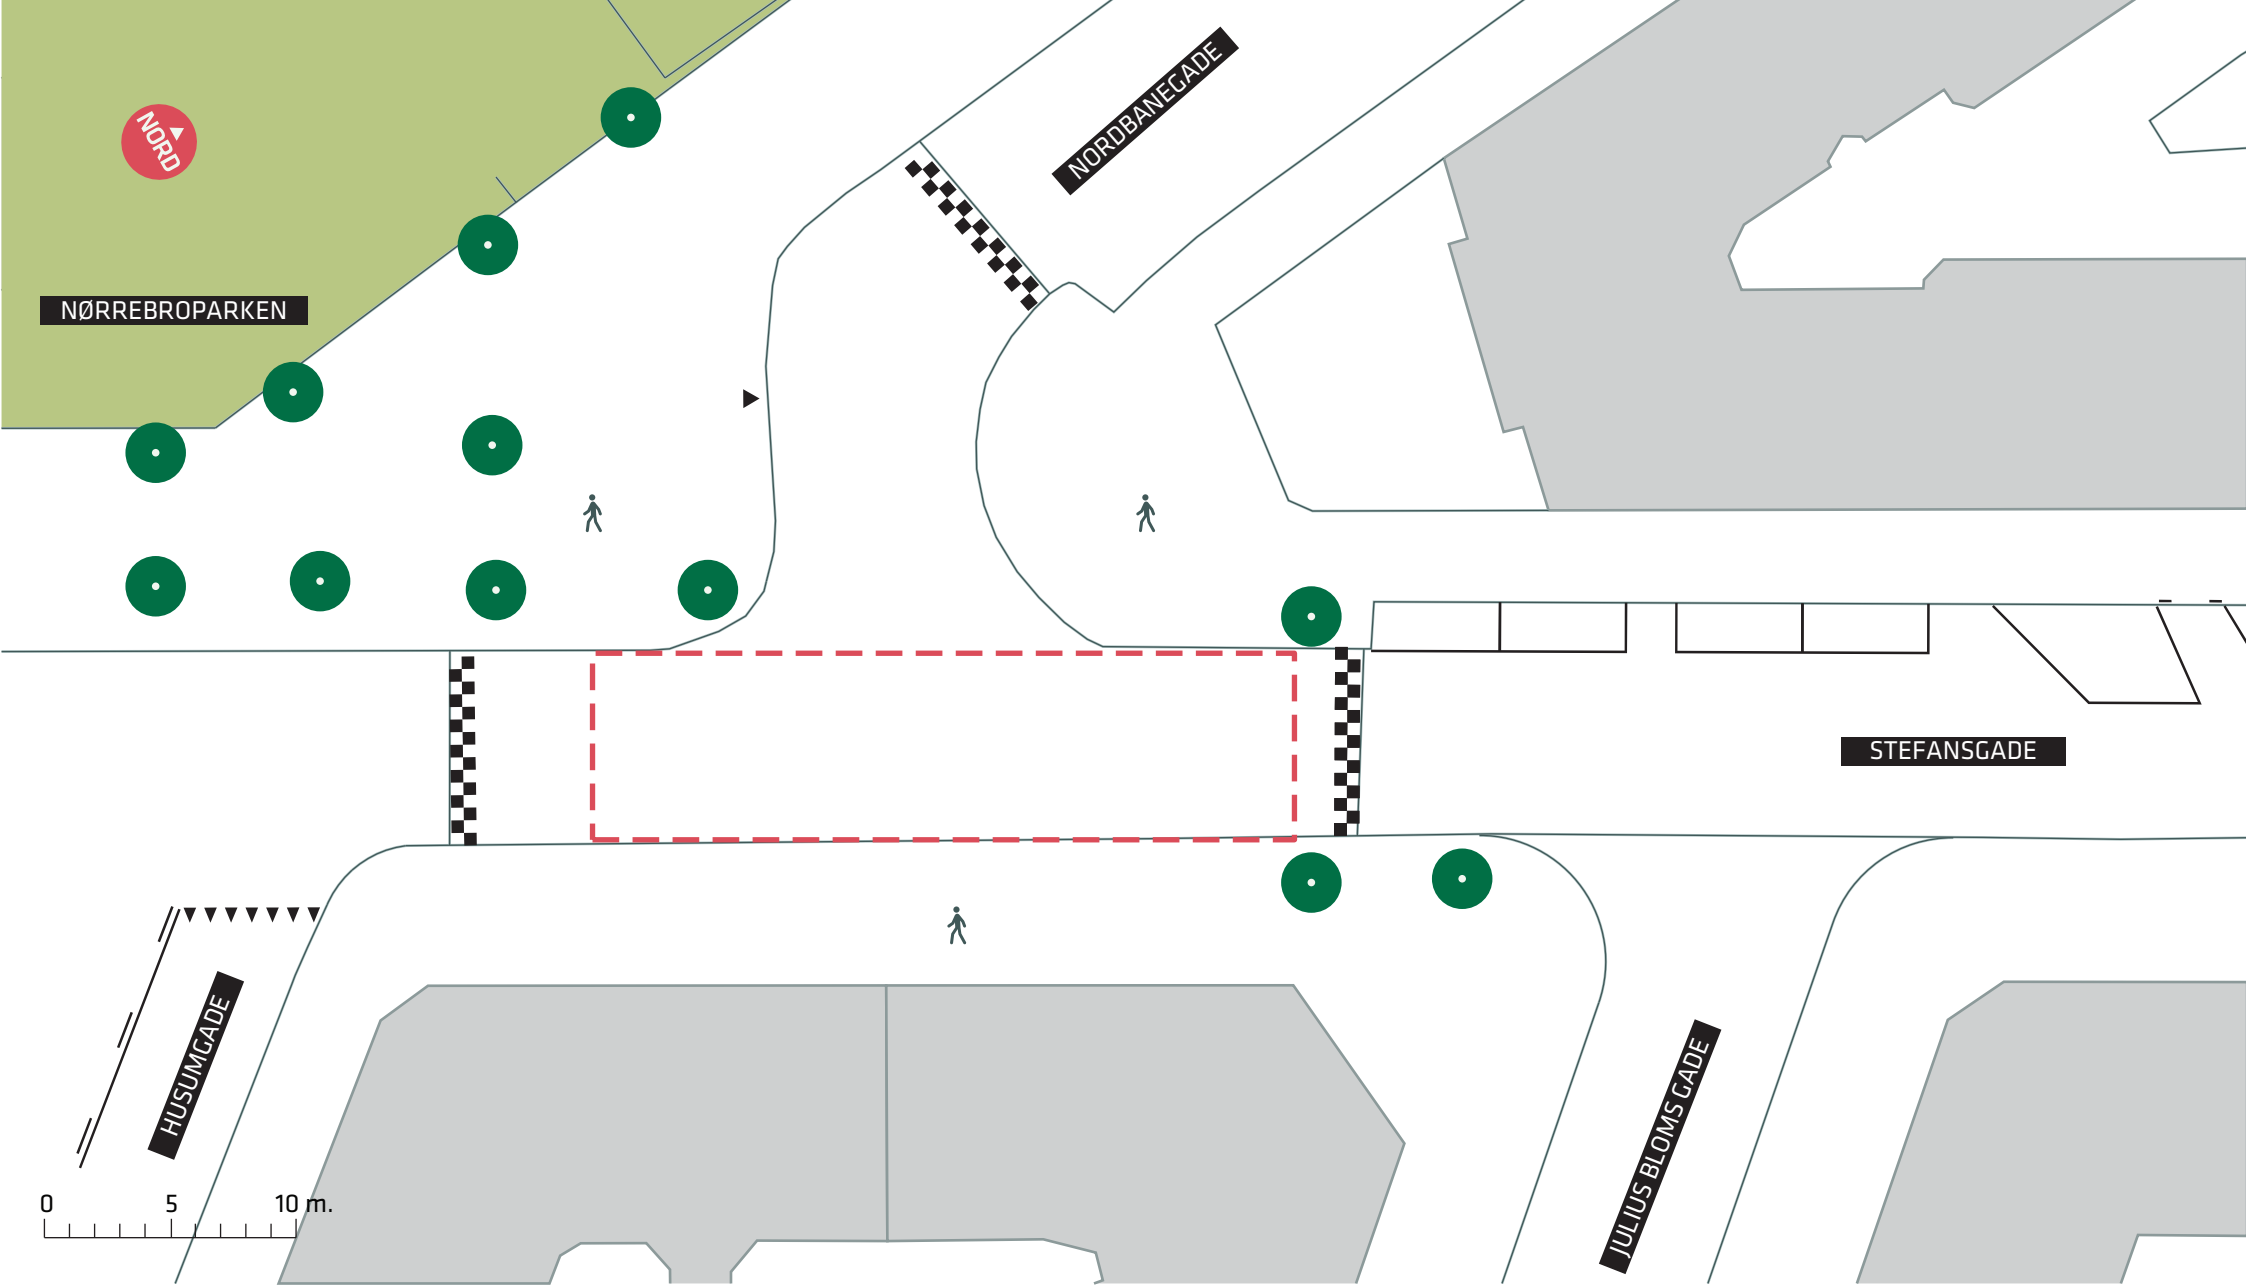 NORDBANEGADE
NORD
NØRREBROPARKEN
STEFANSGADE
HUSUMGADE
JULIUS BLOMS GADE
0 5 10 m.